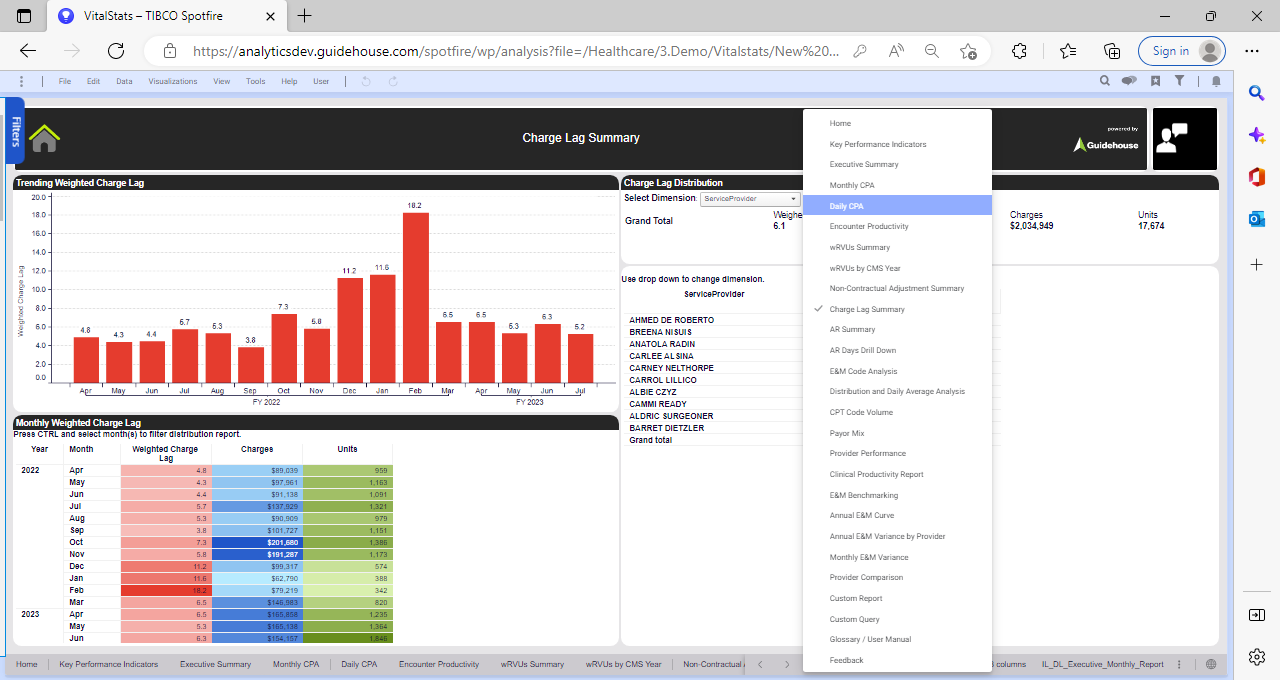 VitalStats – TIBCO Spotfire
https://analyticsdev.guidehouse.com/spotfire/wp/analysis?file=/Healthcare/3.Demo/Vitalstats/New%20...
Sign in
File Edit Data Visualizations View Tools Help User
Filters
Charge Lag Summary
powered by
Guidehouse
Trending Weighted Charge Lag
Weighted Charge Lag
20.0
18.0
16.0
14.0
12.0
10.0
8.0
6.0
4.0
2.0
0.0
4.8 4.3 4.4 5.7 5.3 3.8 7.3 5.8 11.2 11.6 18.2 6.5 6.5 5.3 6.3 5.2
Apr May Jun Jul Aug Sep Oct Nov Dec Jan Feb Mar Apr May Jun Jul
FY 2022 FY 2023
Charge Lag Distribution
Select Dimension: ServiceProvider
Weighe Charges Units
Grand Total 6.1 $2,034,949 17,674
Use drop down to change dimension.
ServiceProvider
AHMED DE ROBERTO
BREENA NISUIS
ANATOLA RADIN
CARLEE ALSINA
CARNEY NELTHORPE
CARROL LILLICO
ALBIE CZYZ
CAMMI READY
ALDRIC SURGEONER
BARRET DIETZLER
Grand total
Monthly Weighted Charge Lag
Press CTRL and select month(s) to filter distribution report.
Year Month Weighted Charge Lag Charges Units
2022 Apr 4.8 $89,039 959
May 4.3 $97,961 1,163
Jun 4.4 $91,138 1,091
Jul 5.7 $137,929 1,321
Aug 5.3 $90,909 979
Sep 3.8 $101,727 1,151
Oct 7.3 $201,680 1,386
Nov 5.8 $191,287 1,173
Dec 11.2 $99,317 574
Jan 11.6 $62,790 388
Feb 18.2 $79,219 342
Mar 6.5 $146,983 820
2023 Apr 6.5 $165,858 1,235
May 5.3 $165,138 1,364
Jun 6.3 $154,157 1,846
Home
Key Performance Indicators
Executive Summary
Monthly CPA
Daily CPA
Encounter Productivity
wRVUs Summary
wRVUs by CMS Year
Non-Contractual Adjustment Summary
Charge Lag Summary
AR Summary
AR Days Drill Down
E&M Code Analysis
Distribution and Daily Average Analysis
CPT Code Volume
Payor Mix
Provider Performance
Clinical Productivity Report
E&M Benchmarking
Annual E&M Curve
Annual E&M Variance by Provider
Monthly E&M Variance
Provider Comparison
Custom Report
Custom Query
Glossary / User Manual
Feedback
Home Key Performance Indicators Executive Summary Monthly CPA Daily CPA Encounter Productivity wRVUs Summary wRVUs by CMS Year Non-Contractual columns IL_DL_Executive_Monthly_Report